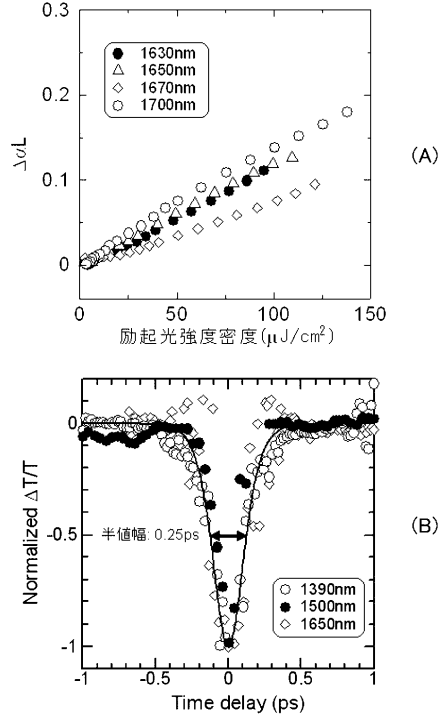 0.3
0.2
0.1
0
ΔαL
1630nm
1650nm
1670nm
1700nm
0 50 100 150
励起光強度密度(μJ/cm²)
(A)
0
-0.5
-1
Normalized ΔT/T
半値幅: 0.25ps
1390nm
1500nm
1650nm
-1 -0.5 0 0.5 1
Time delay (ps)
(B)